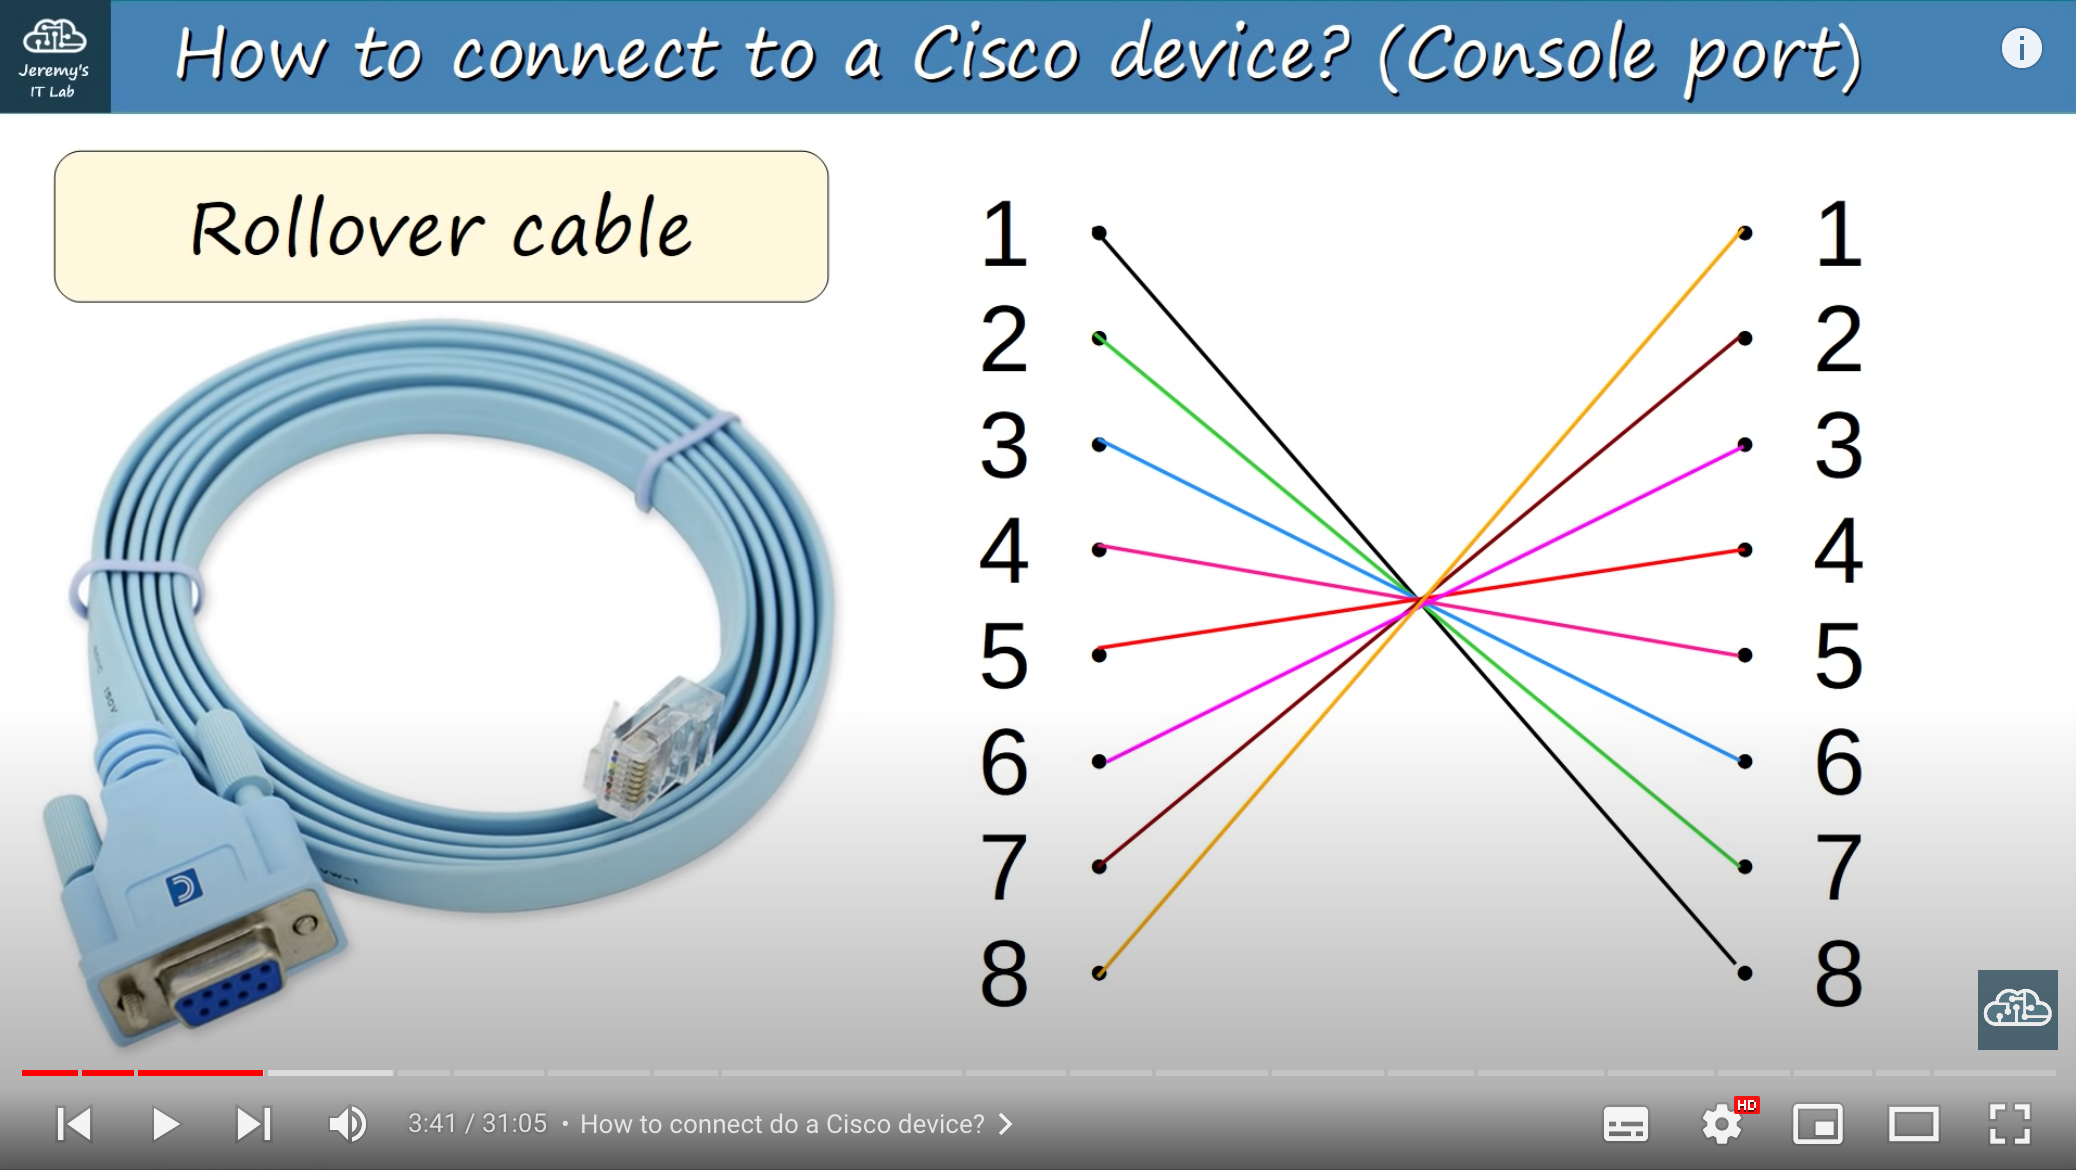 Jeremy's
IT Lab
How to connect to a Cisco device? (Console port)
Rollover cable
1 1
2 2
3 3
4 4
5 5
6 6
7 7
8 8
3:41 / 31:05 • How to connect do a Cisco device?
HD